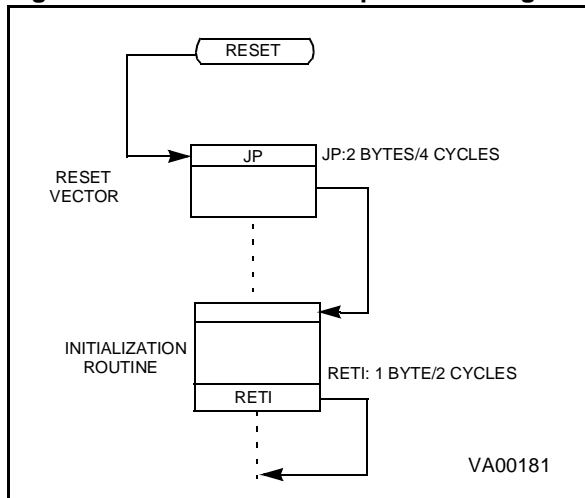 RESET
JP
JP:2 BYTES/4 CYCLES
RESET
VECTOR
INITIALIZATION
ROUTINE
RETI: 1 BYTE/2 CYCLES
RETI
VA00181